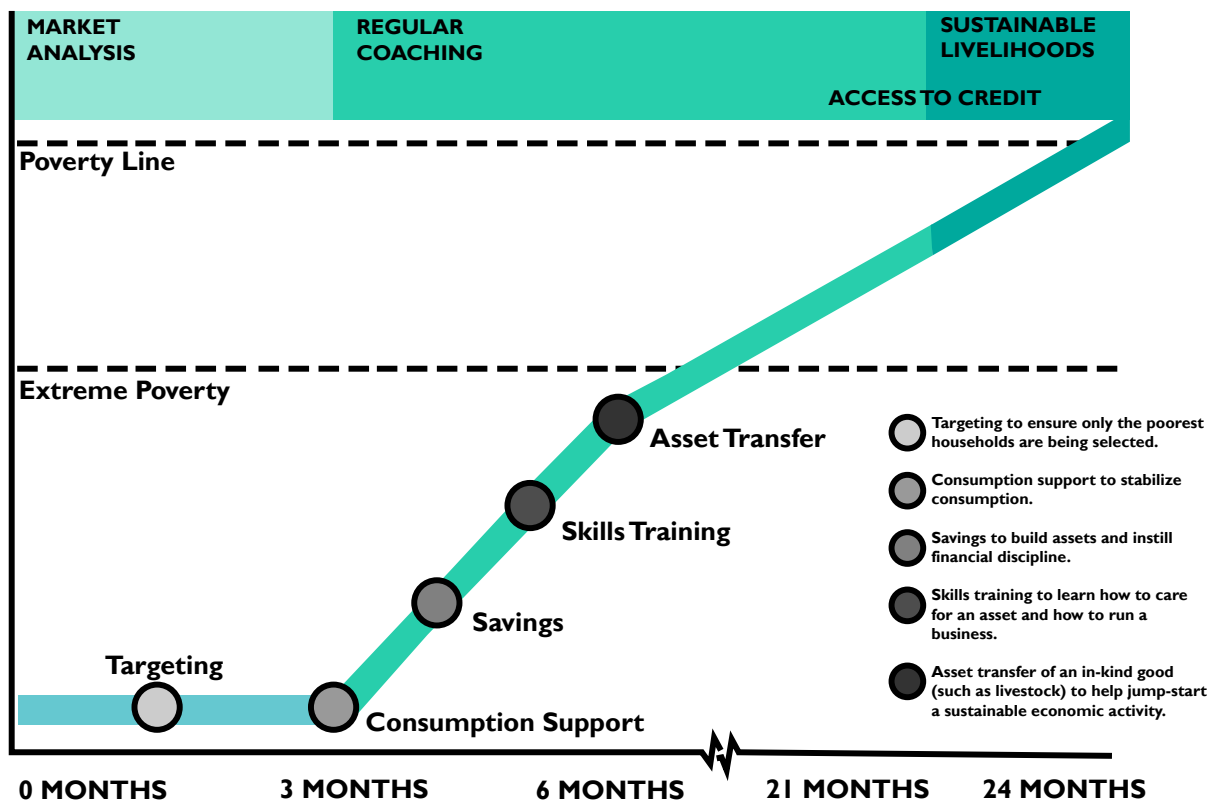 MARKET
ANALYSIS
REGULAR
COACHING
SUSTAINABLE
LIVELIHOODS
ACCESS TO CREDIT
Poverty Line
Extreme Poverty
Asset Transfer
Skills Training
Savings
Targeting
Consumption Support
Targeting to ensure only the poorest
households are being selected.
Consumption support to stabilize
consumption.
Savings to build assets and instill
financial discipline.
Skills training to learn how to care
for an asset and how to run a
business.
Asset transfer of an in-kind good
(such as livestock) to help jump-start
a sustainable economic activity.
0 MONTHS
3 MONTHS
6 MONTHS
21 MONTHS
24 MONTHS